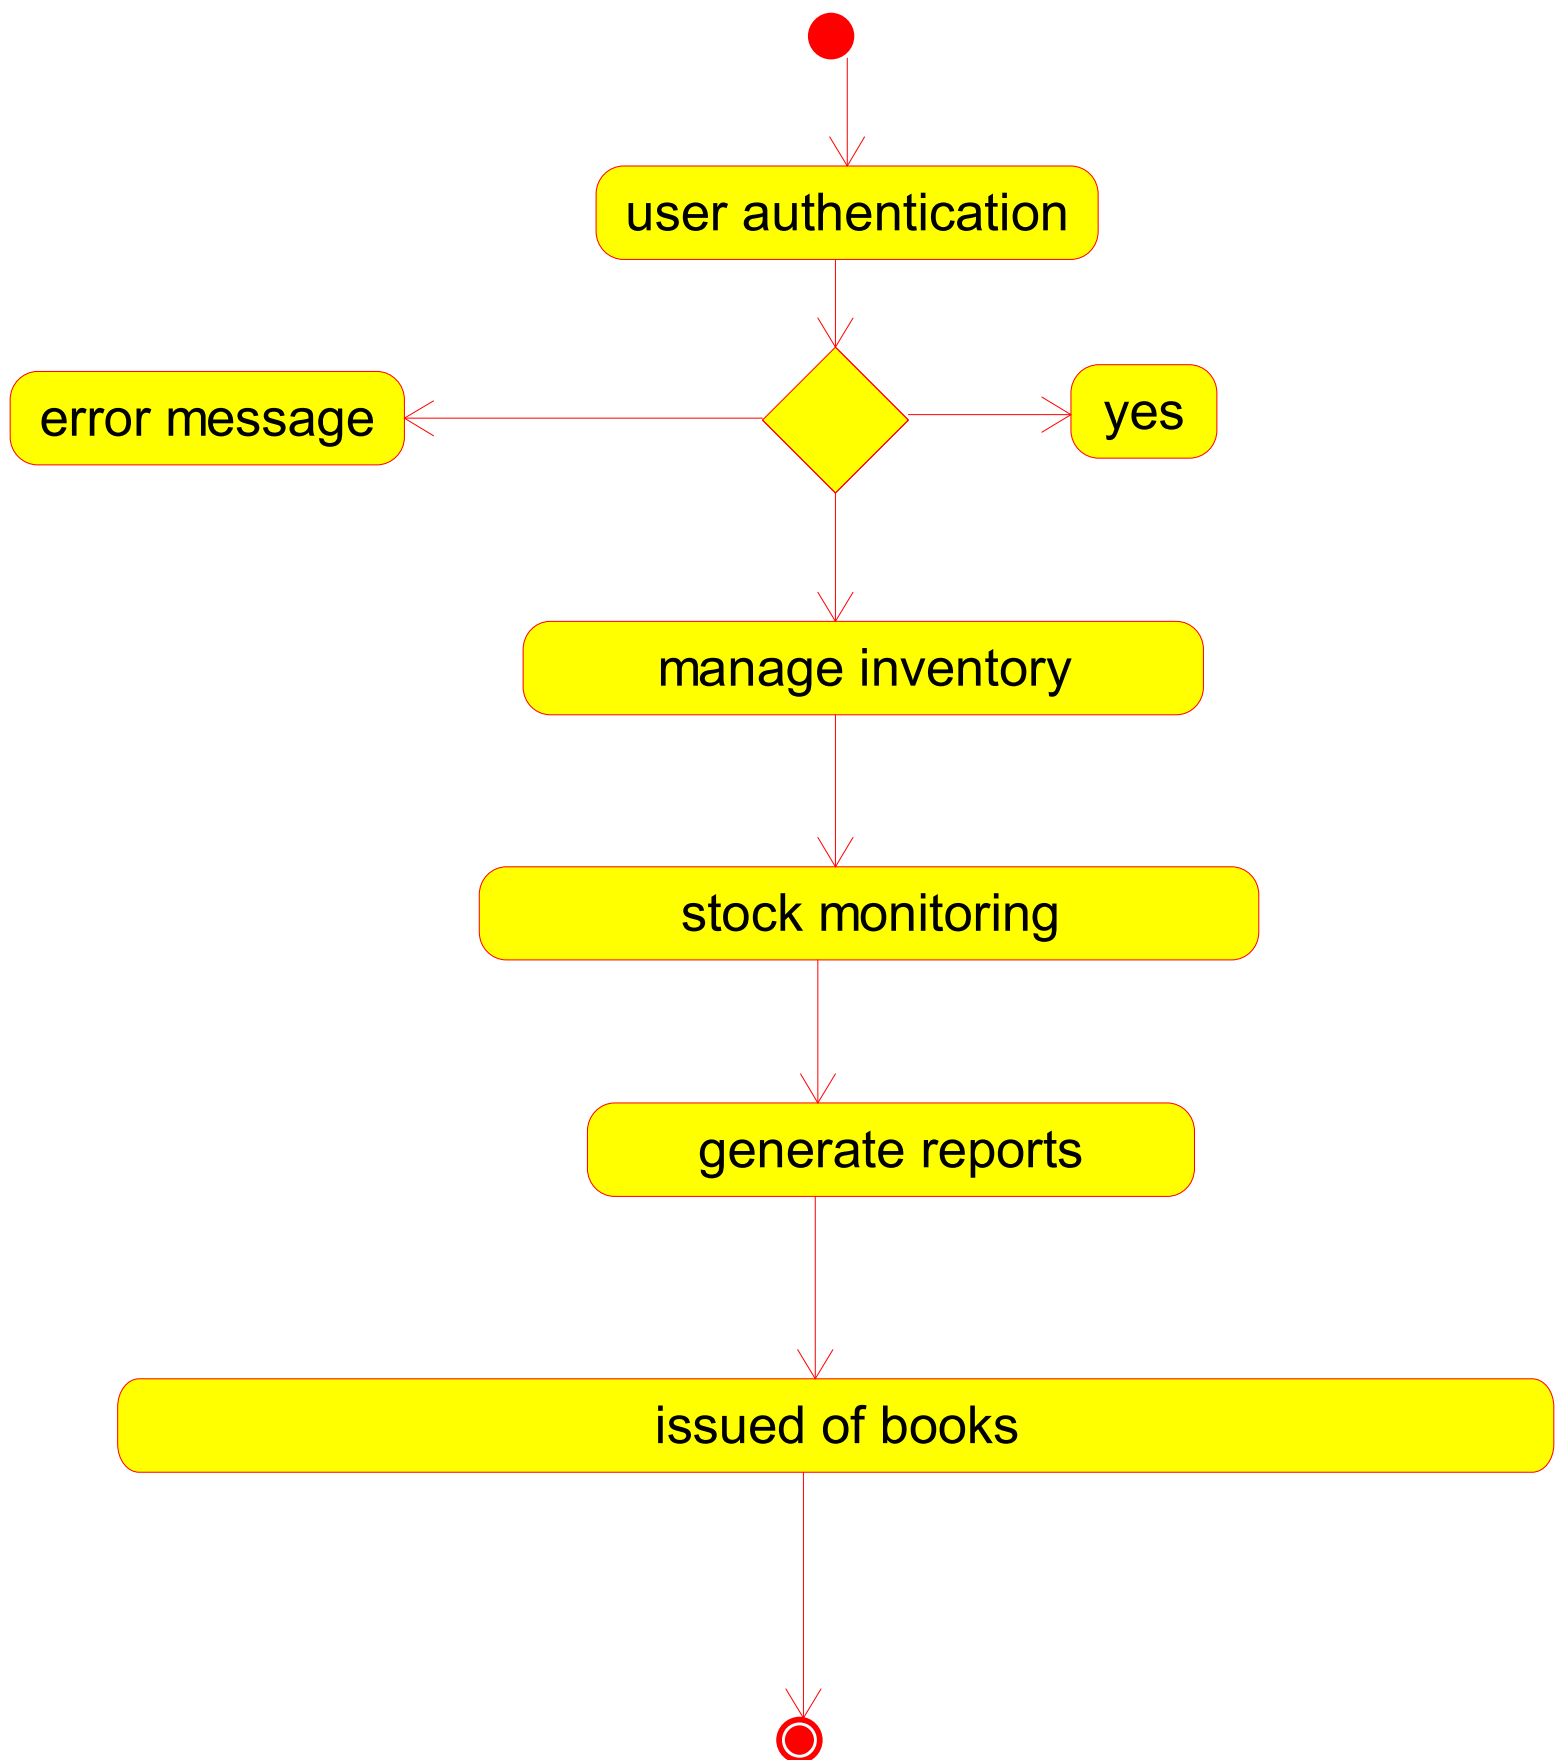 user authentication
error message
yes
manage inventory
stock monitoring
generate reports
issued of books